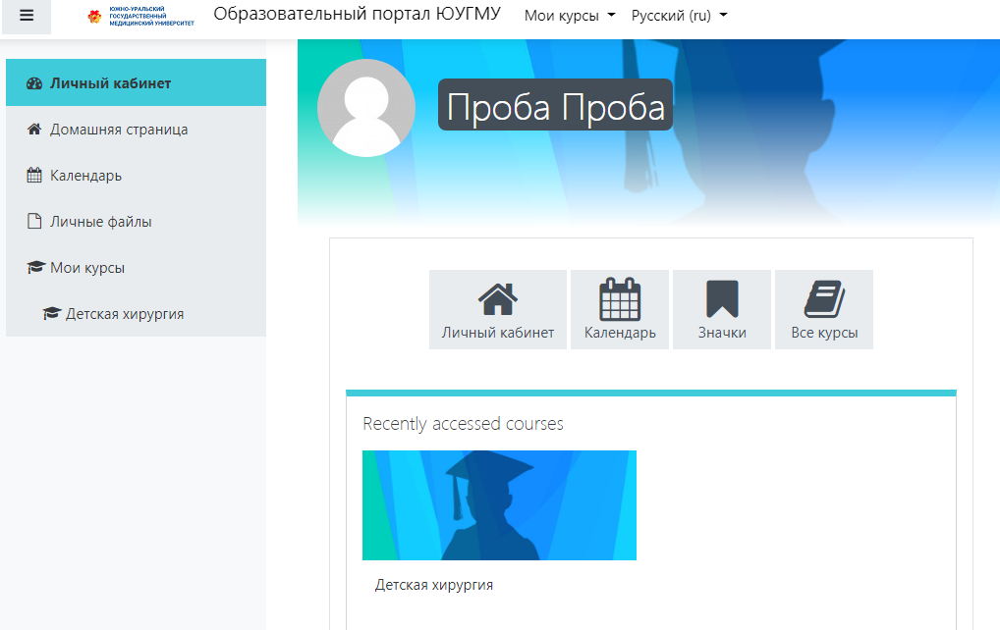 ЮЖНО-УРАЛЬСКИЙ
ГОСУДАРСТВЕННЫЙ
МЕДИЦИНСКИЙ УНИВЕРСИТЕТ
Образовательный портал ЮУГМУ
Мои курсы
Русский (ru)
Личный кабинет
Домашняя страница
Календарь
Личные файлы
Мои курсы
Детская хирургия
Проба Проба
Личный кабинет
Календарь
Значки
Все курсы
Recently accessed courses
Детская хирургия